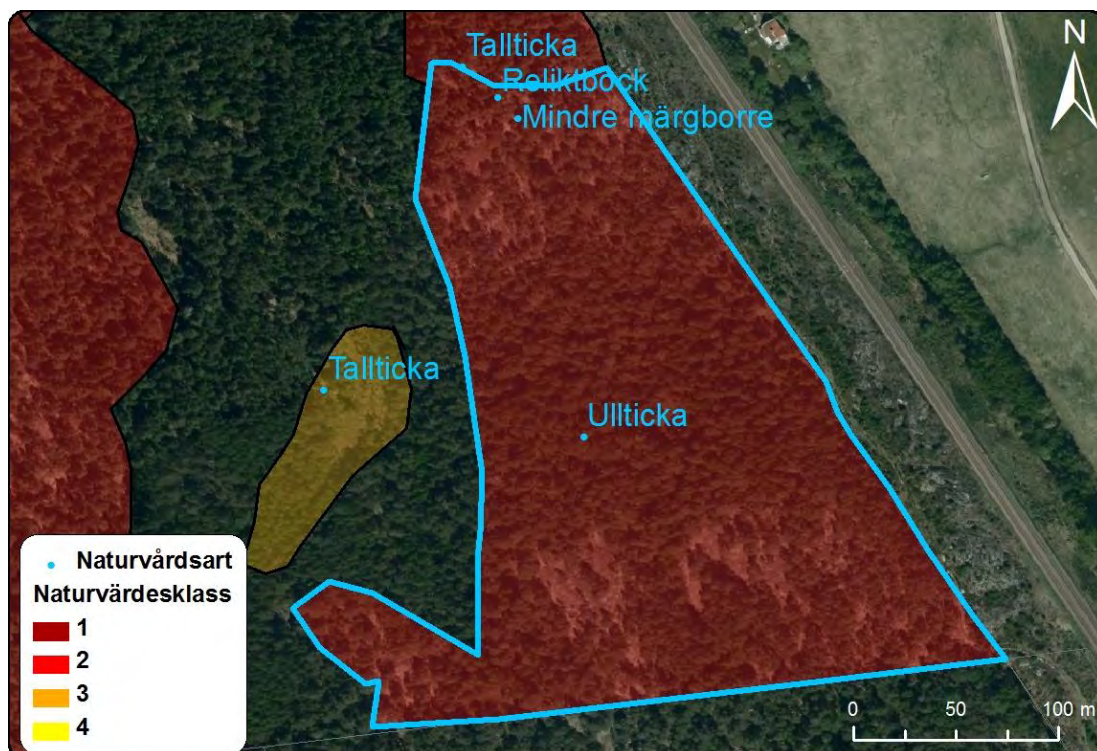 Tallticka
N
Reliktbock
Mindre märgborre
Tallticka
Ullticka
Naturvårdsart
Naturvärdesklass
1
2
3
4
0 50 100 m